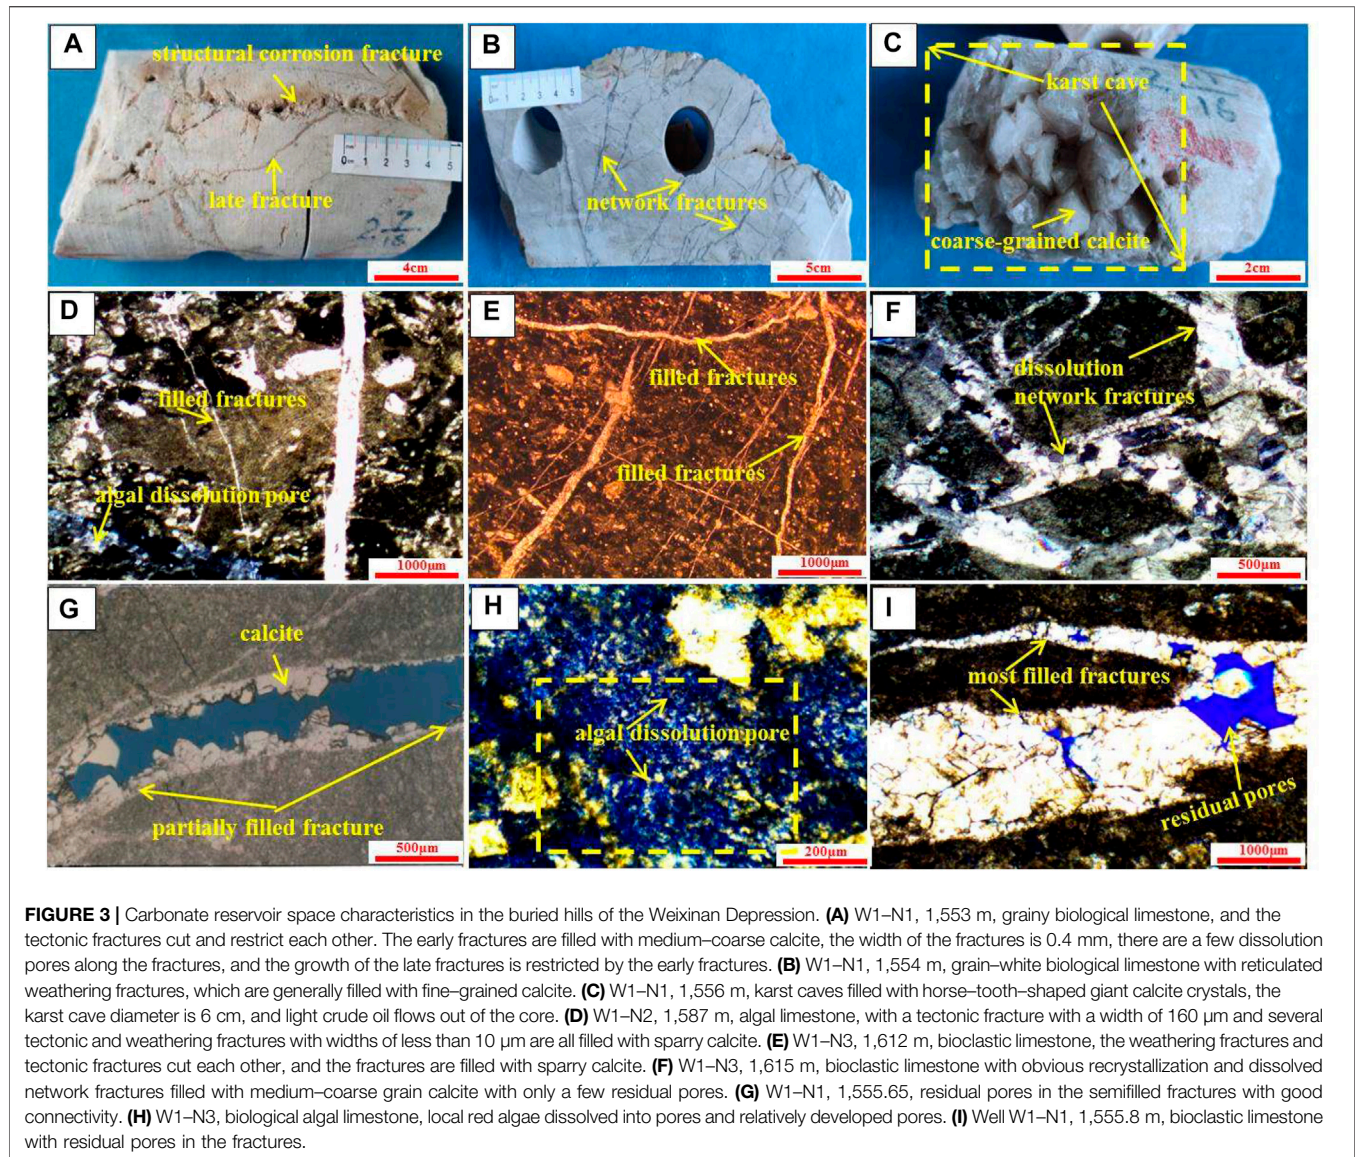 A
structural corrosion fracture
late fracture
0 1 2 3 4 5
4cm
B
0 1 2 3 4 5
network fractures
5cm
C
karst cave
16
coarse-grained calcite
2cm
D
filled fractures
algal dissolution pore
1000μm
E
filled fractures
filled fractures
1000μm
F
dissolution
network fractures
500μm
G
calcite
partially filled fracture
500μm
H
algal dissolution pore
200μm
I
most filled fractures
residual pores
1000μm
FIGURE 3 | Carbonate reservoir space characteristics in the buried hills of the Weixinan Depression. (A) W1–N1, 1,553 m, grainy biological limestone, and the
tectonic fractures cut and restrict each other. The early fractures are filled with medium–coarse calcite, the width of the fractures is 0.4 mm, there are a few dissolution
pores along the fractures, and the growth of the late fractures is restricted by the early fractures. (B) W1–N1, 1,554 m, grain–white biological limestone with reticulated
weathering fractures, which are generally filled with fine–grained calcite. (C) W1–N1, 1,556 m, karst caves filled with horse–tooth–shaped giant calcite crystals, the
karst cave diameter is 6 cm, and light crude oil flows out of the core. (D) W1–N2, 1,587 m, algal limestone, with a tectonic fracture with a width of 160 μm and several
tectonic and weathering fractures with widths of less than 10 μm are all filled with sparry calcite. (E) W1–N3, 1,612 m, bioclastic limestone, the weathering fractures and
tectonic fractures cut each other, and the fractures are filled with sparry calcite. (F) W1–N3, 1,615 m, bioclastic limestone with obvious recrystallization and dissolved
network fractures filled with medium–coarse grain calcite with only a few residual pores. (G) W1–N1, 1,555.65, residual pores in the semifilled fractures with good
connectivity. (H) W1–N3, biological algal limestone, local red algae dissolved into pores and relatively developed pores. (I) Well W1–N1, 1,555.8 m, bioclastic limestone
with residual pores in the fractures.